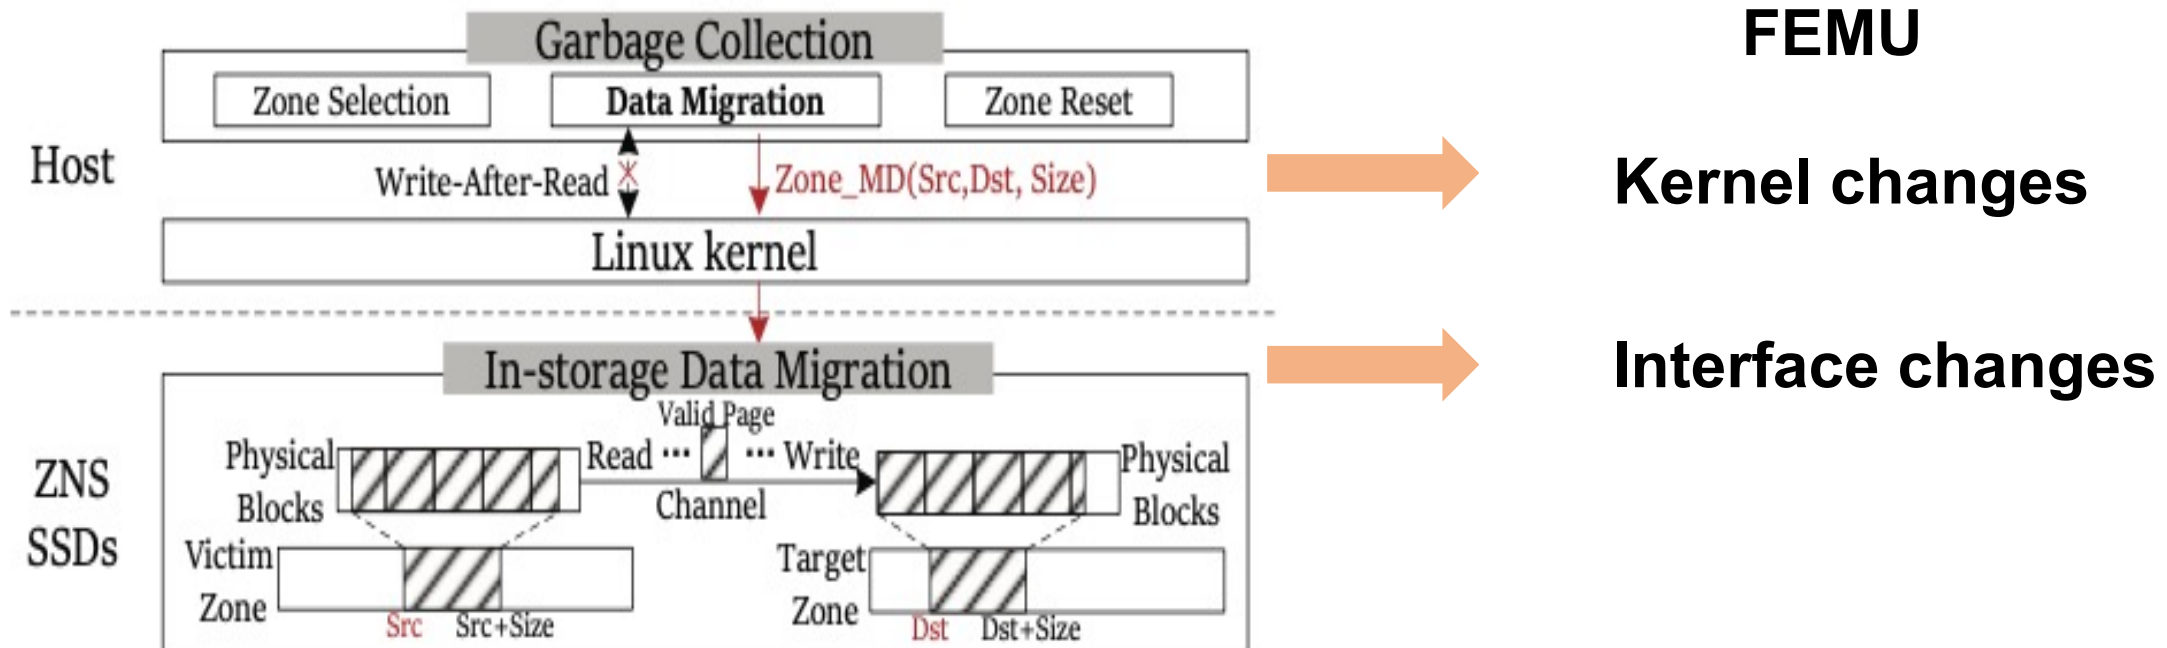 Garbage Collection
Zone Selection
Data Migration
Zone Reset
Host
Write-After-Read
Zone_MD(Src,Dst, Size)
Linux kernel
In-storage Data Migration
ZNS
SSDs
Physical
Blocks
Valid Page
Read ··· ··· Write
Channel
Physical
Blocks
Victim
Zone
Src Src+Size
Target
Zone
Dst Dst+Size
FEMU
Kernel changes
Interface changes